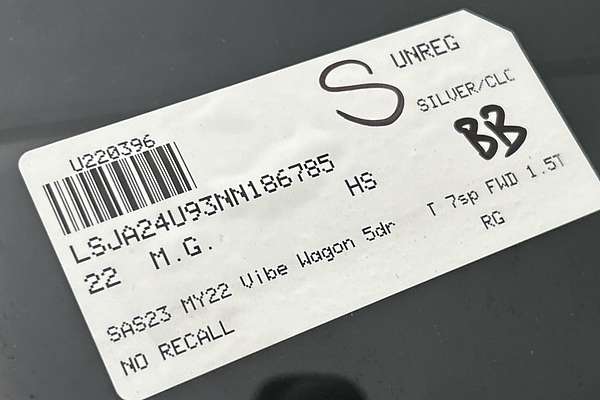 S UNREG
SILVER/CLC
BB
U220396
LSJA24U93NN186785
22 M.G. HS
SAS23 MY22 Vibe Wagon 5dr T 7sp FWD 1.5T
NO RECALL RG